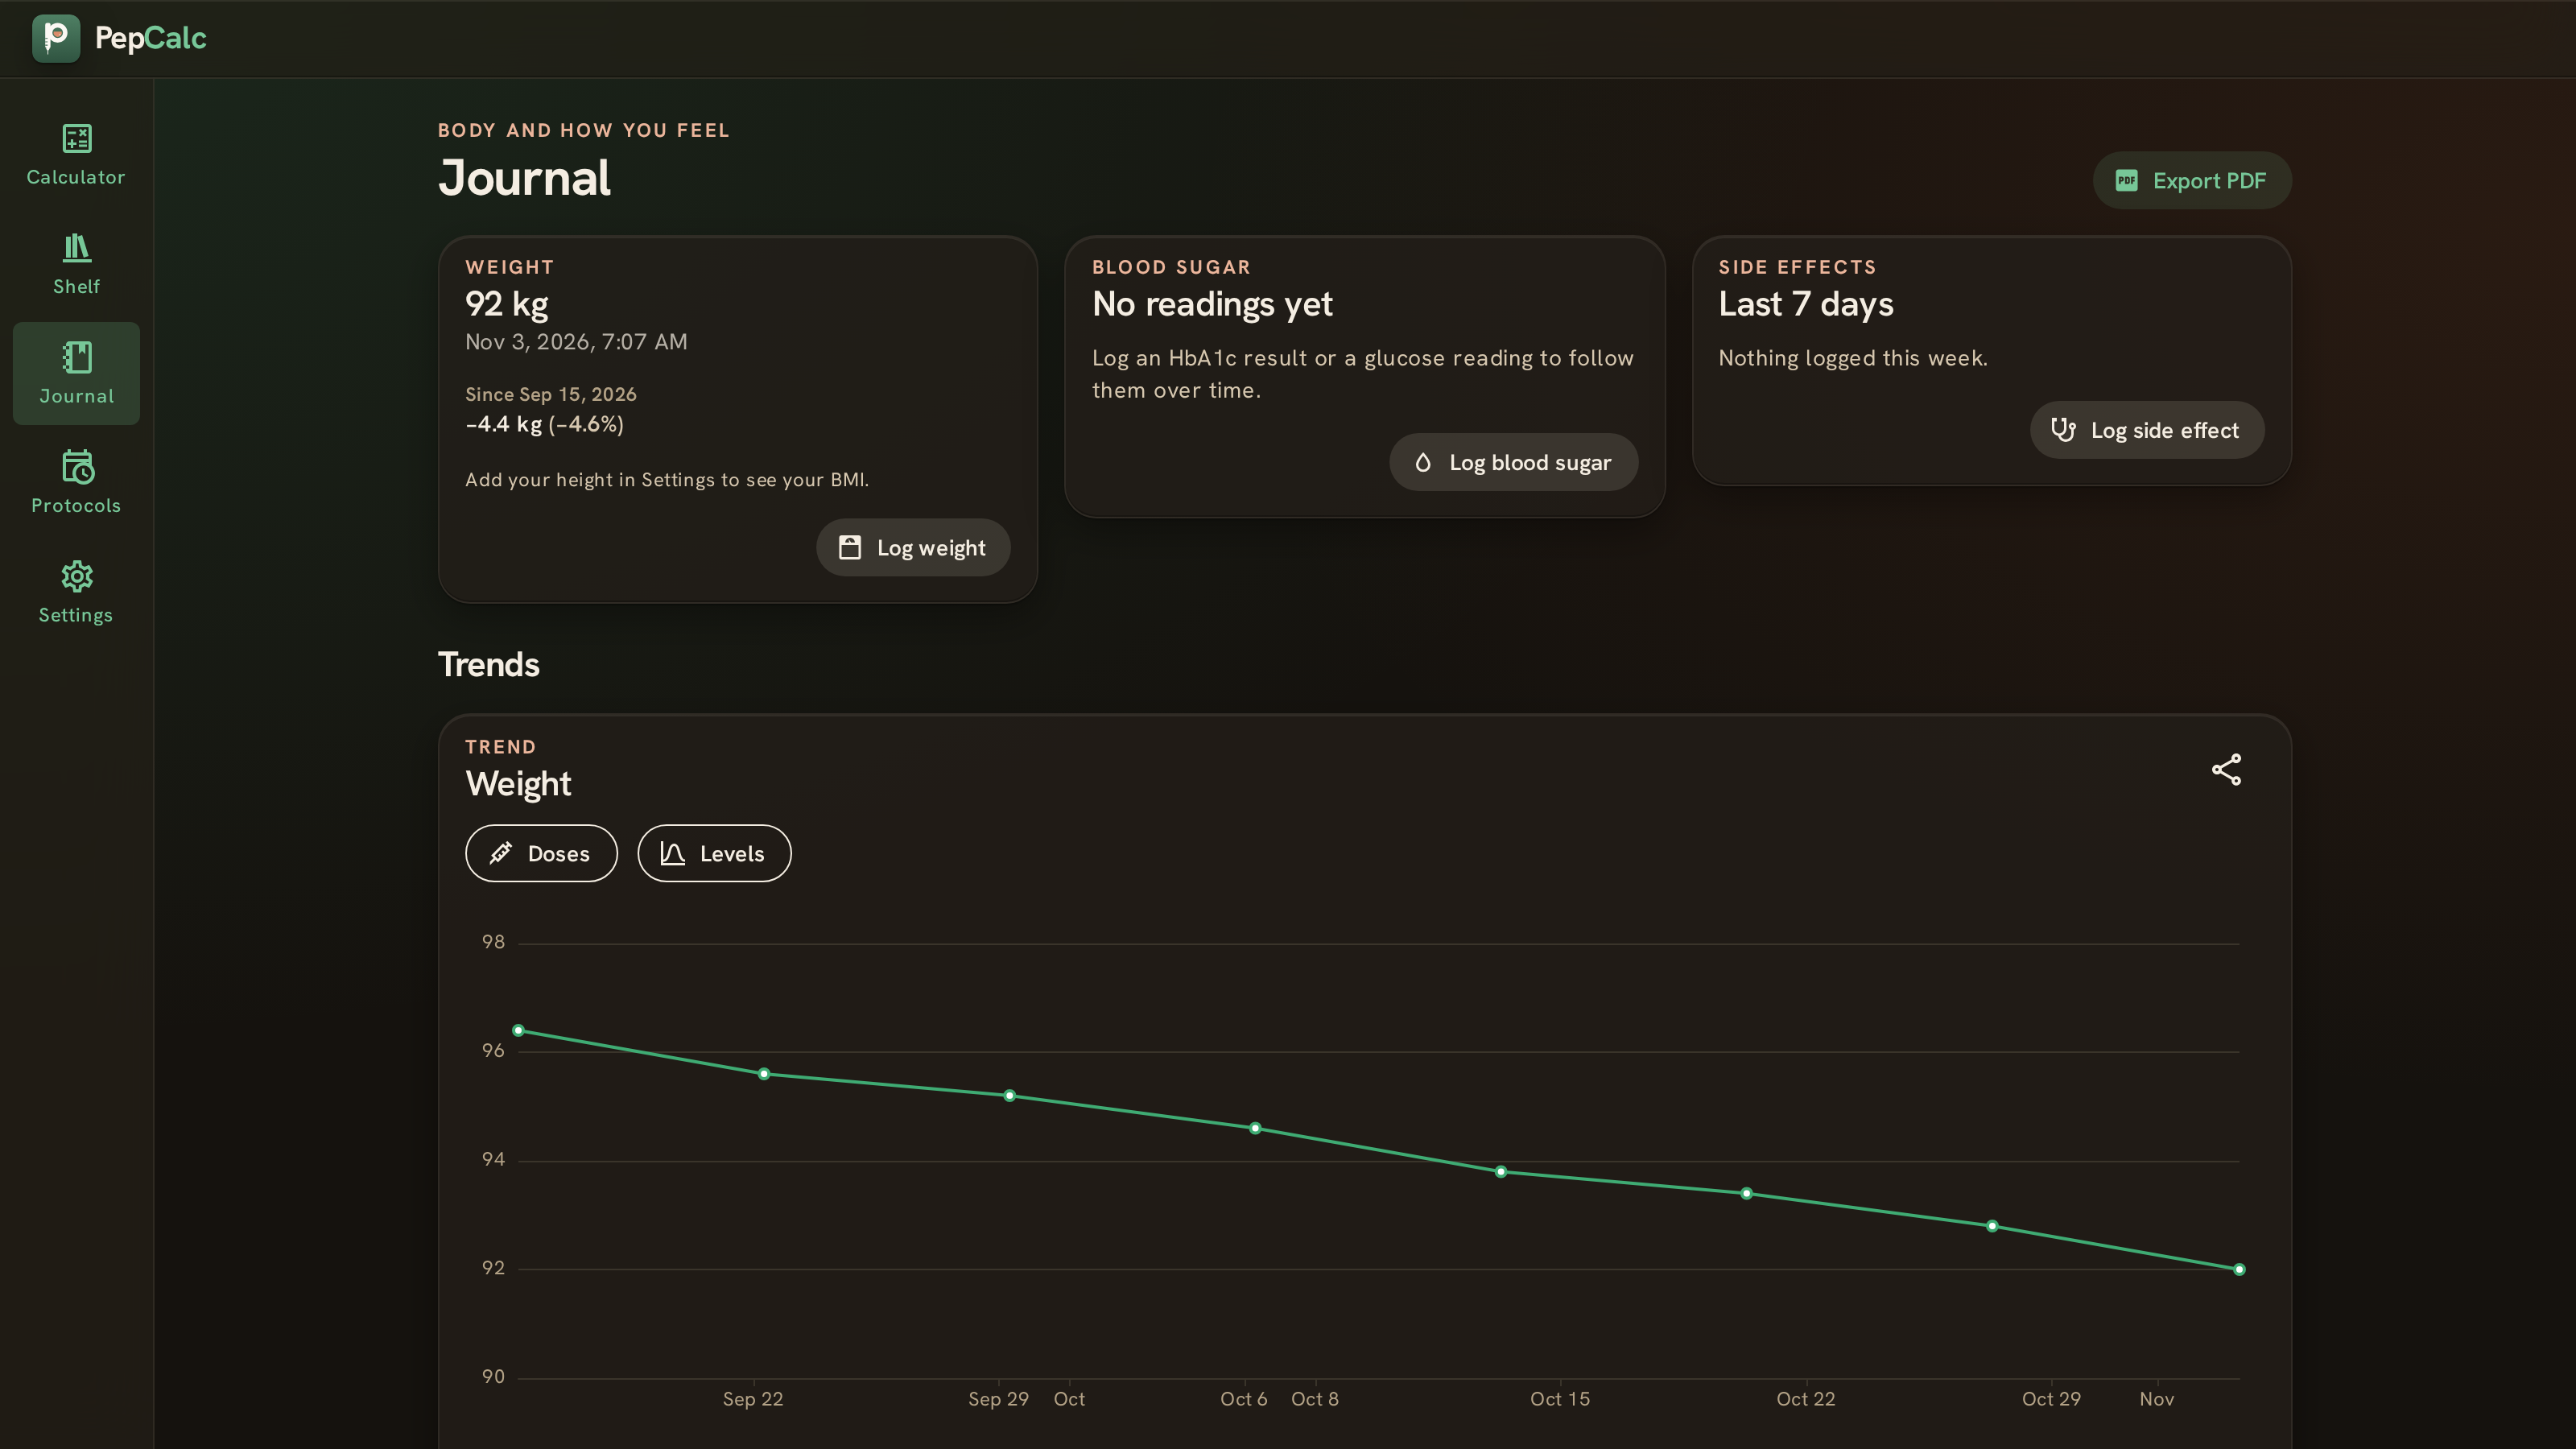 PepCalc
Calculator
Shelf
Journal
Protocols
Settings
BODY AND HOW YOU FEEL
Journal
PDF Export PDF
WEIGHT
92 kg
Nov 3, 2026, 7:07 AM
Since Sep 15, 2026
−4.4 kg (−4.6%)
Add your height in Settings to see your BMI.
Log weight
BLOOD SUGAR
No readings yet
Log an HbA1c result or a glucose reading to follow
them over time.
Log blood sugar
SIDE EFFECTS
Last 7 days
Nothing logged this week.
Log side effect
Trends
TREND
Weight
Doses Levels
98
96
94
92
90
Sep 22 Sep 29 Oct Oct 6 Oct 8 Oct 15 Oct 22 Oct 29 Nov